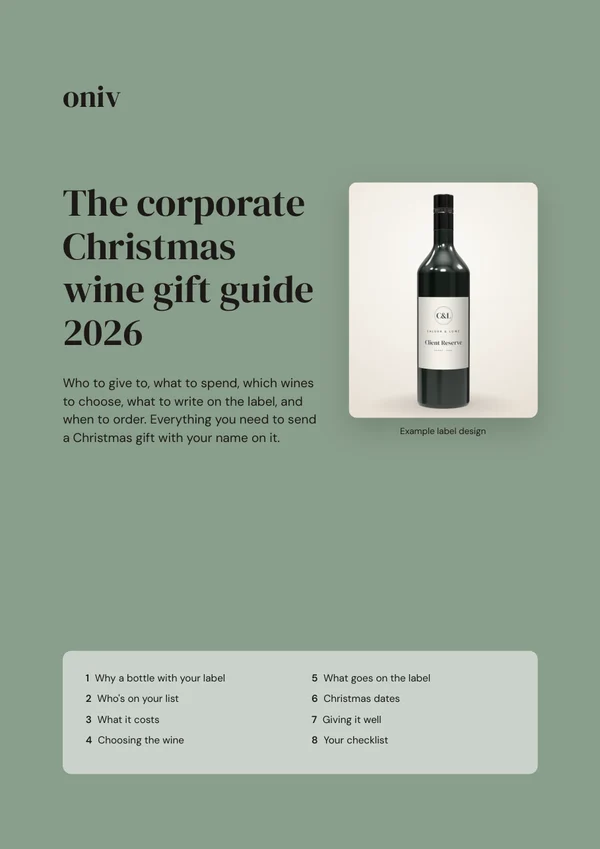 oniv
The corporate
Christmas
wine gift guide
2026
Who to give to, what to spend, which wines
to choose, what to write on the label, and
when to order. Everything you need to send
a Christmas gift with your name on it.
C&L
Client Reserve
Example label design
1 Why a bottle with your label
2 Who's on your list
3 What it costs
4 Choosing the wine
5 What goes on the label
6 Christmas dates
7 Giving it well
8 Your checklist